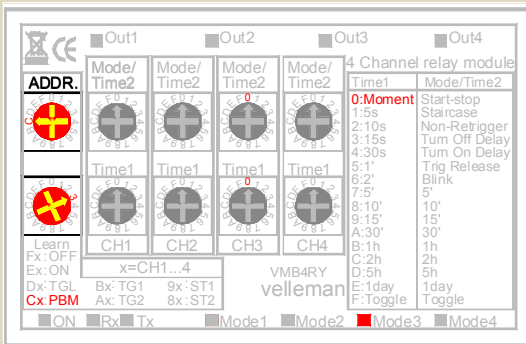 Out1 Out2 Out3 Out4
4 Channel relay module
ADDR.
Mode/ Mode/ Mode/ Mode/
Time2 Time2 Time2 Time2
Time1 Mode/Time2
0:Moment Start-stop
1:5s Staircase
2:10s Non-Retrigger
3:15s Turn Off Delay
4:30s Turn On Delay
5:1' Trig Release
6:2' Blink
7:5' 5'
8:10' 10'
9:15' 15'
A:30' 30'
B:1h 1h
C:2h 2h
D:5h 5h
E:1day 1day
F:Toggle Toggle
Time1 Time1 Time1 Time1
CH1 CH2 CH3 CH4
Learn
Fx:OFF
Ex:ON
Dx:TGL
Cx:PBM
x=CH1...4
Bx:TG1 9x:ST1
Ax:TG2 8x:ST2
VMB4RY
velleman
ON Rx Tx Mode1 Mode2 Mode3 Mode4